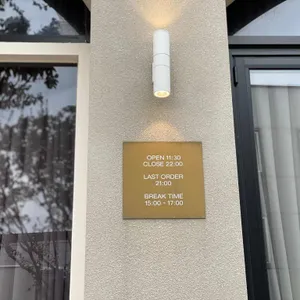 OPEN 11:30
CLOSE 22:00
LAST ORDER
21:00
BREAK TIME
15:00 - 17:00